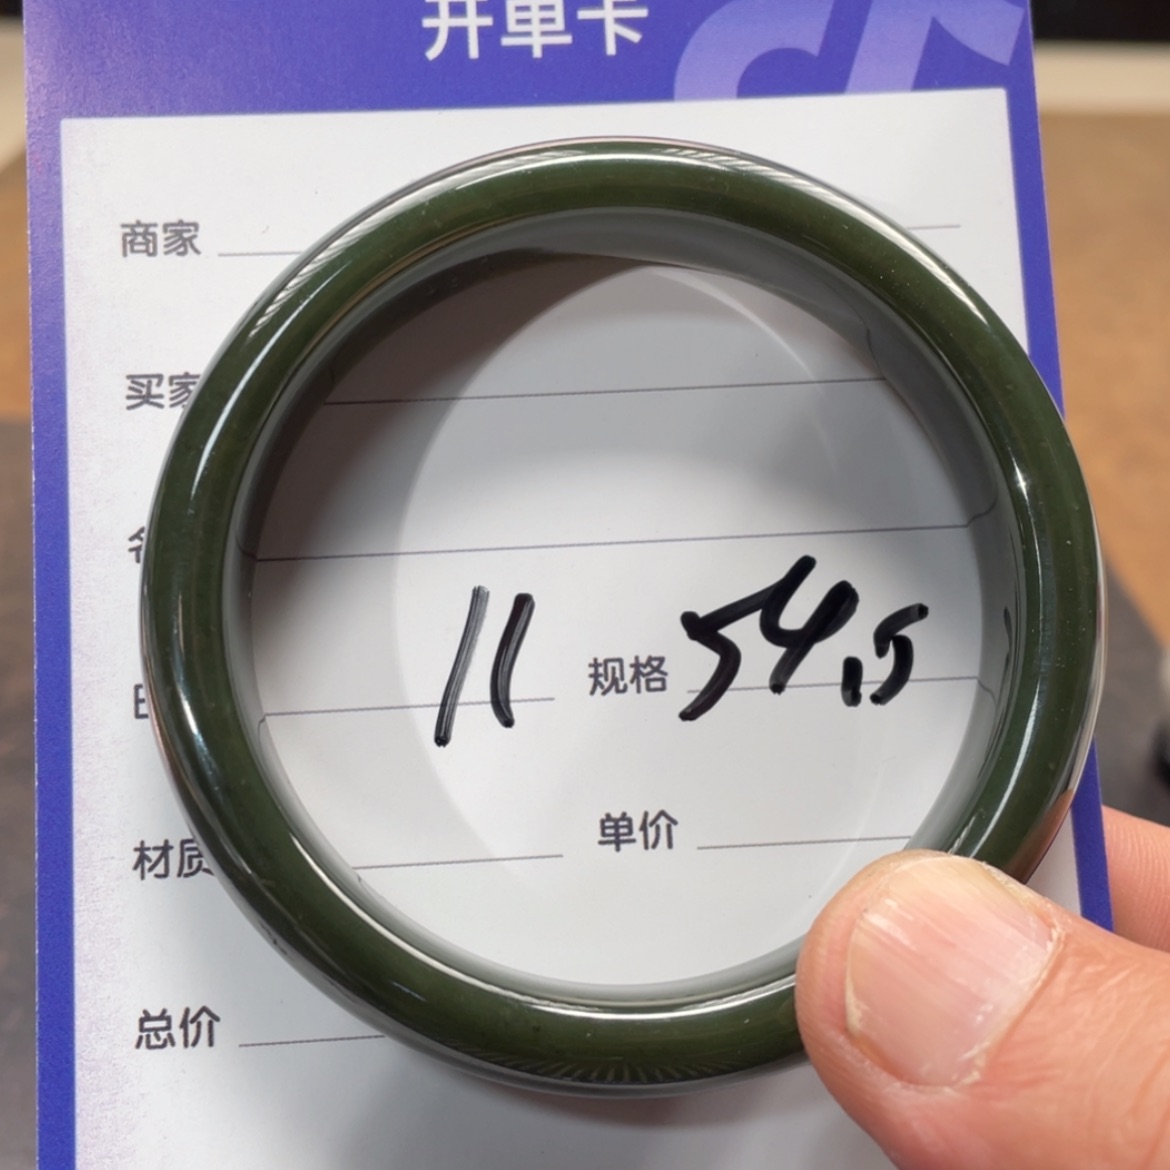 开单卡
商家
买家
11 规格 54.5
材质 单价
总价